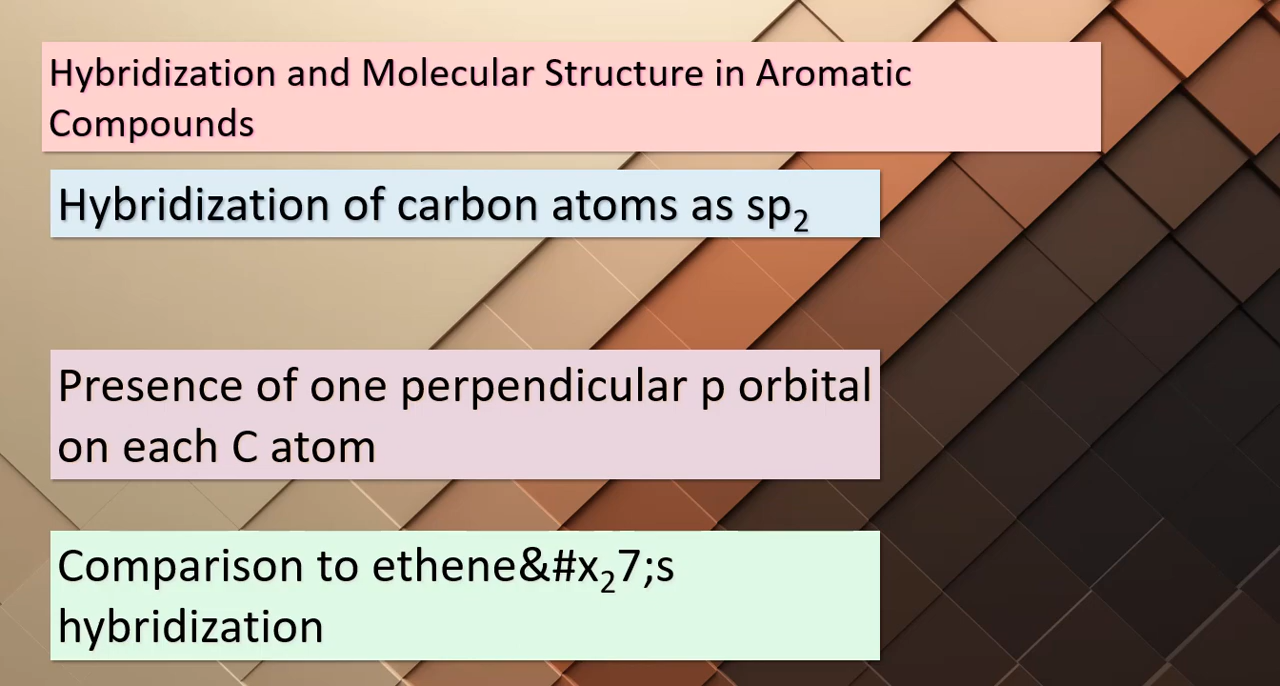 Hybridization and Molecular Structure in Aromatic
Compounds
Hybridization of carbon atoms as sp₂
Presence of one perpendicular p orbital
on each C atom
Comparison to ethene&#x₂7;s
hybridization